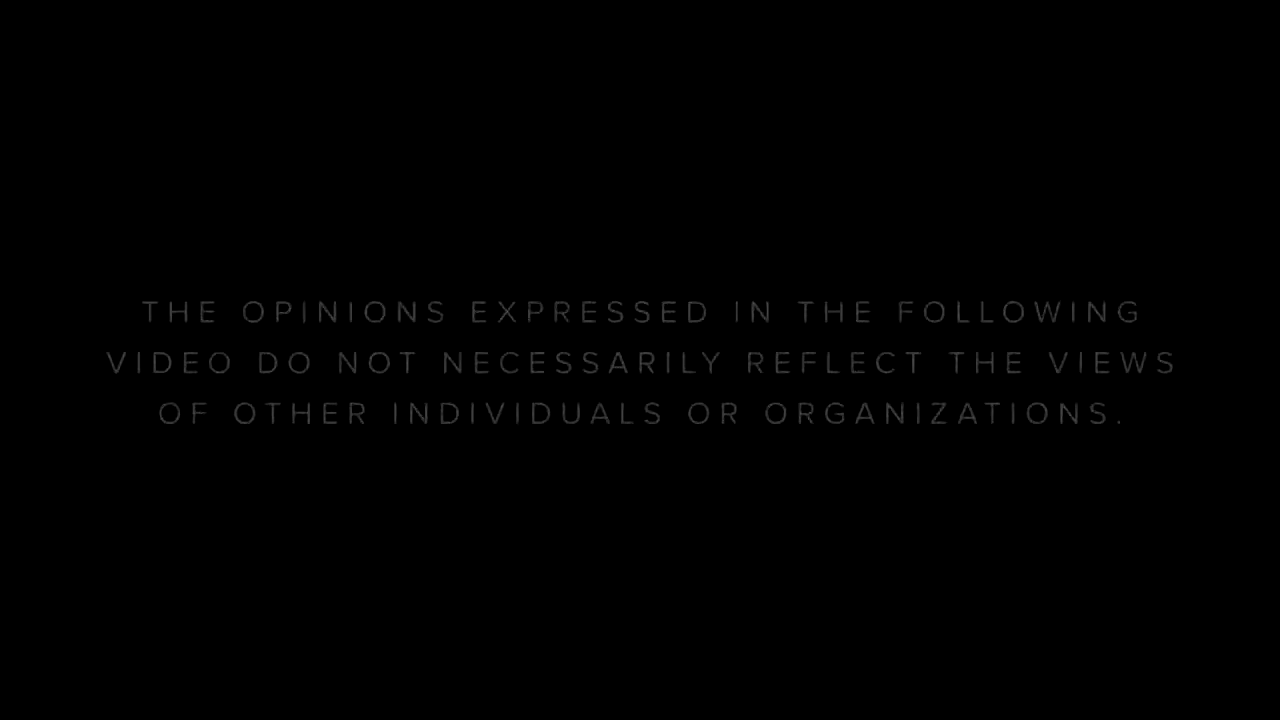 THE OPINIONS EXPRESSED IN THE FOLLOWING
VIDEO DO NOT NECESSARILY REFLECT THE VIEWS
OF OTHER INDIVIDUALS OR ORGANIZATIONS.